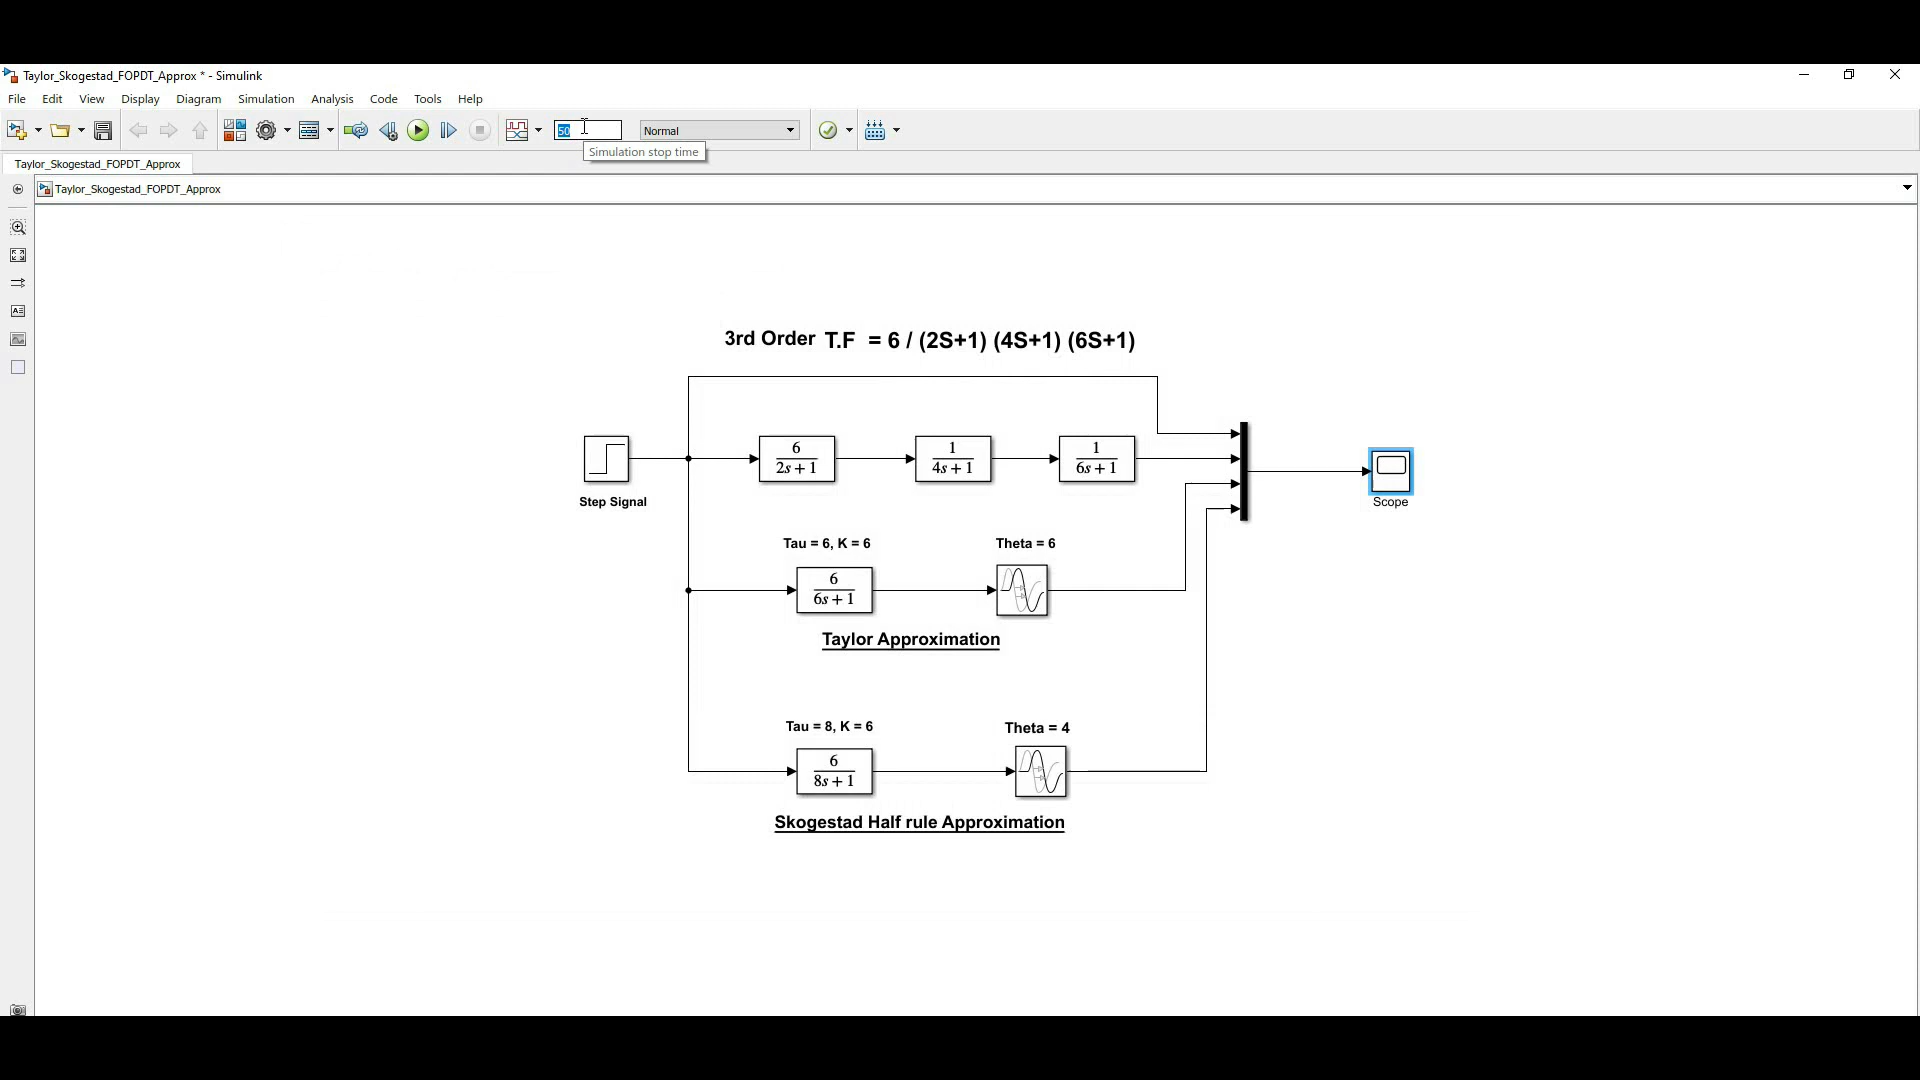 Taylor_Skogestad_FOPDT_Approx * - Simulink
File Edit View Display Diagram Simulation Analysis Code Tools Help
50 Normal
Simulation stop time
Taylor_Skogestad_FOPDT_Approx
Taylor_Skogestad_FOPDT_Approx
3rd Order T.F = 6 / (2S+1) (4S+1) (6S+1)
6 1 1
2s + 1 4s + 1 6s + 1
Step Signal Scope
Tau = 6, K = 6 Theta = 6
6
6s + 1
Taylor Approximation
Tau = 8, K = 6 Theta = 4
6
8s + 1
Skogestad Half rule Approximation